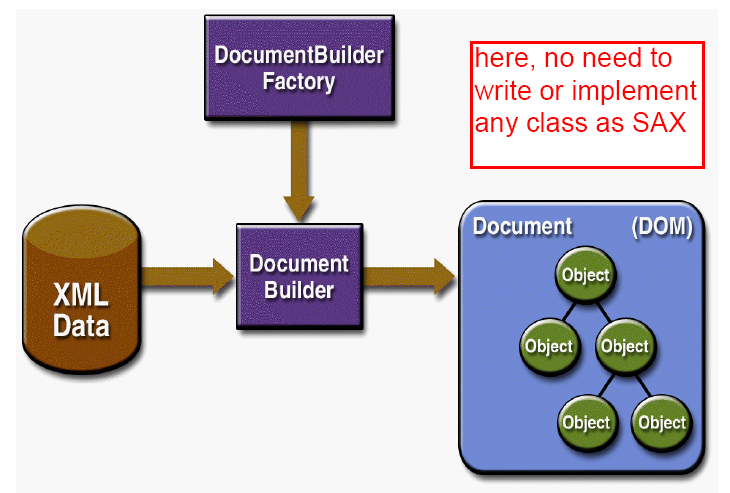 DocumentBuilder
Factory
here, no need to
write or implement
any class as SAX
XML
Data
Document
Builder
Document (DOM)
Object
Object Object
Object Object